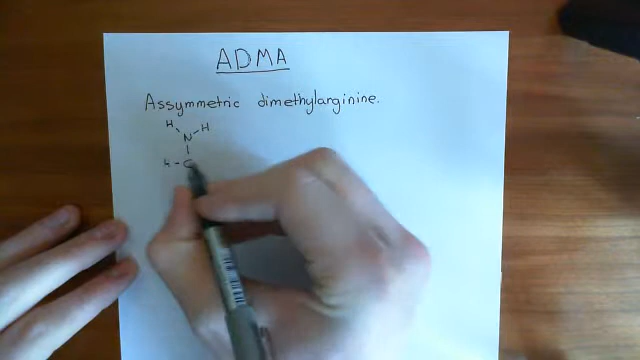 ADMA
Assymmetric dimethylarginine.
H H
N
H - C